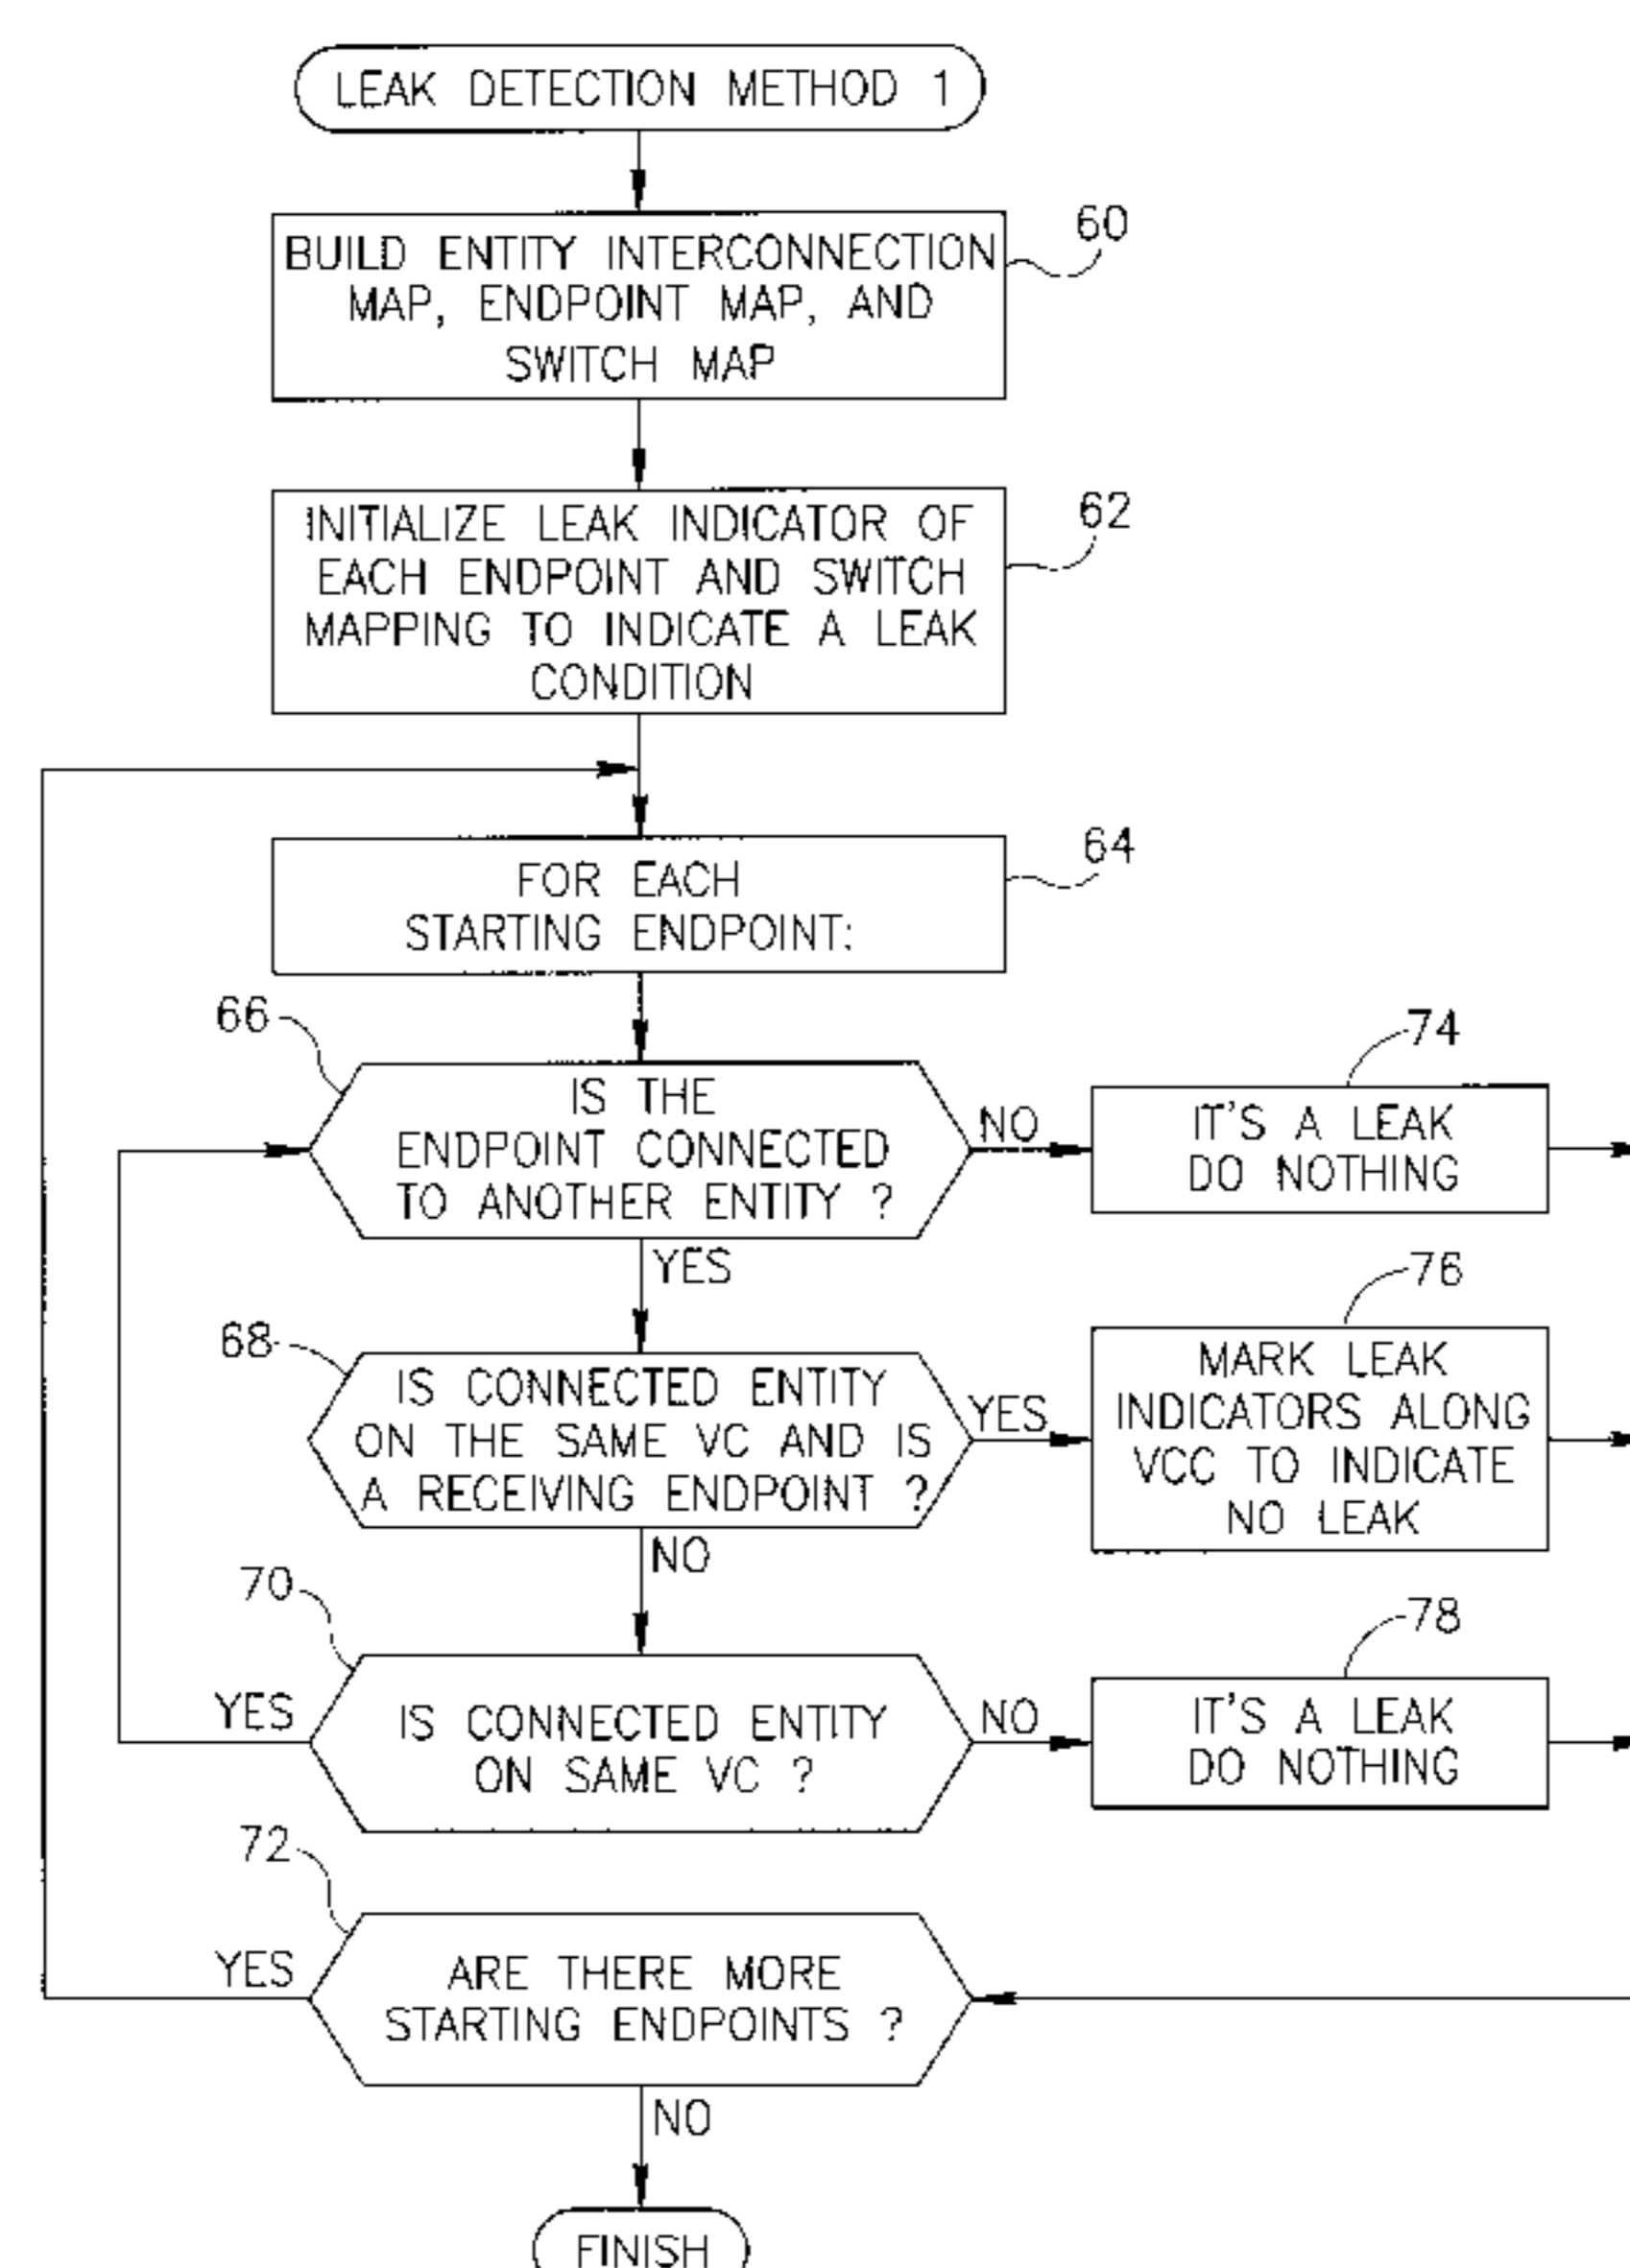 LEAK DETECTION METHOD 1
60
BUILD ENTITY INTERCONNECTION
MAP, ENDPOINT MAP, AND
SWITCH MAP
62
INITIALIZE LEAK INDICATOR OF
EACH ENDPOINT AND SWITCH
MAPPING TO INDICATE A LEAK
CONDITION
64
FOR EACH
STARTING ENDPOINT:
66
IS THE
ENDPOINT CONNECTED
TO ANOTHER ENTITY ?
NO
74
IT'S A LEAK
DO NOTHING
YES
68
IS CONNECTED ENTITY
ON THE SAME VC AND IS
A RECEIVING ENDPOINT ?
YES
76
MARK LEAK
INDICATORS ALONG
VCC TO INDICATE
NO LEAK
NO
70
YES
IS CONNECTED ENTITY
ON SAME VC ?
NO
78
IT'S A LEAK
DO NOTHING
72
YES
ARE THERE MORE
STARTING ENDPOINTS ?
NO
FINISH